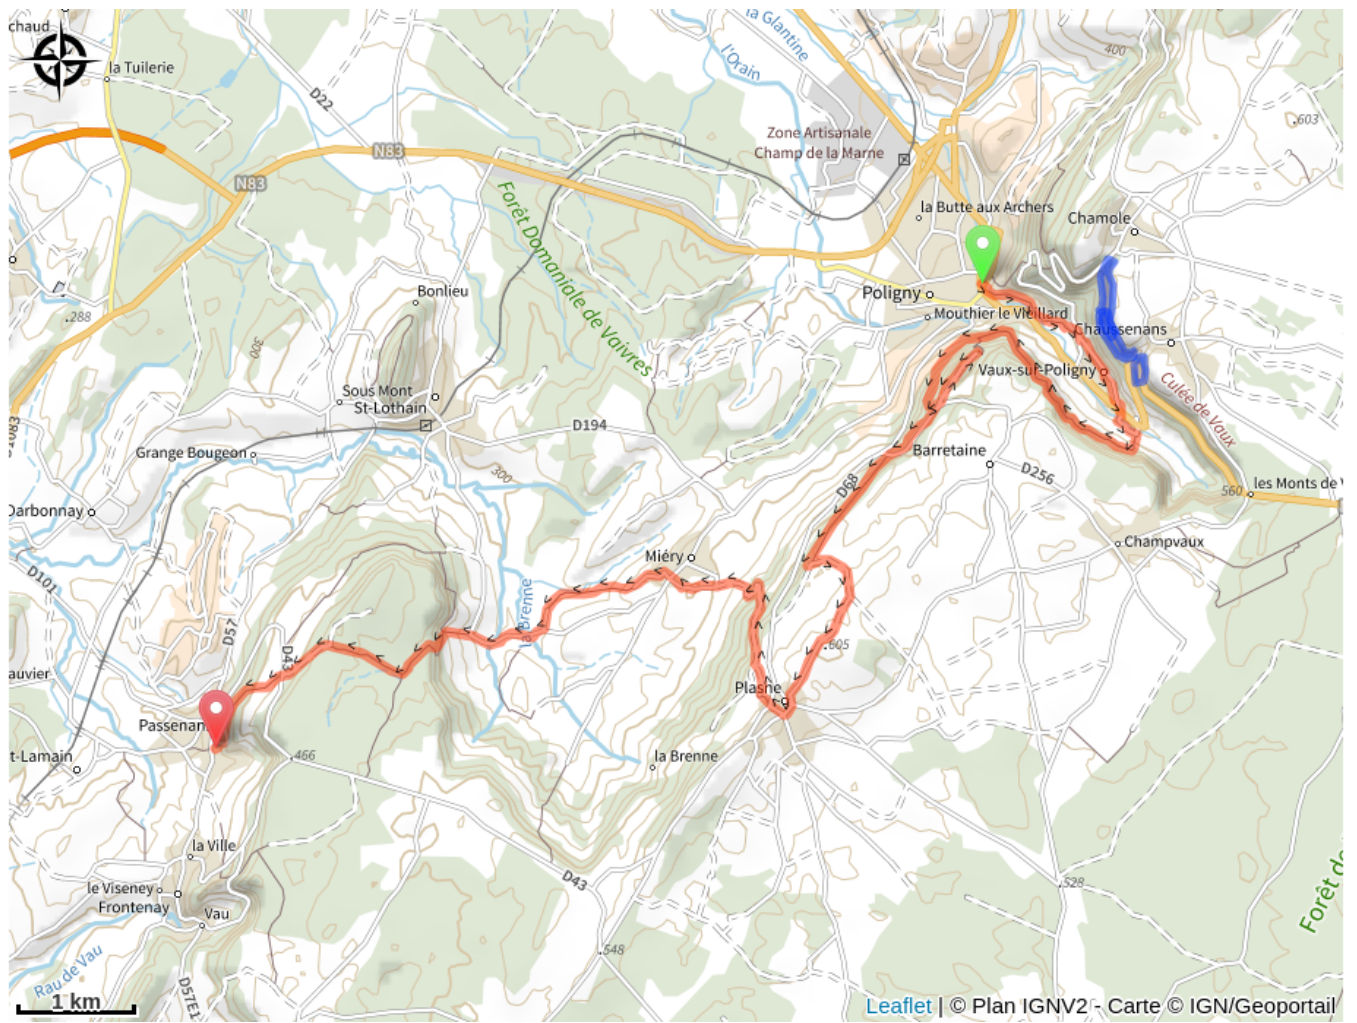 chaud
la Tuilerie
la Glantine
l'Orain
400
D22
603
Zone Artisanale
Champ de la Marne
N83
N83
la Butte aux Archers
Chamole
Forêt Domaniale de Vaivres
Bonlieu
Poligny
288
Mouthier le Vieillard
Chaussenans
300
Vaux-sur-Poligny
Culée de Vaux
Sous Mont
St-Lothain
D194
Grange Bougeon
Barretaine
D256
300
D68
560
les Monts de V
Darbonnay
Champvaux
Miéry
D101
la Brenne
D57
605
D43
auvier
Plasne
Passenan
t-Lamain
466
la Brenne
la Ville
D43
528
le Viseney
Frontenay
Vau
Forêt de
548
Rau de Vau
D57E1
1 km
Leaflet | © Plan IGNV2 - Carte © IGN/Geoportail